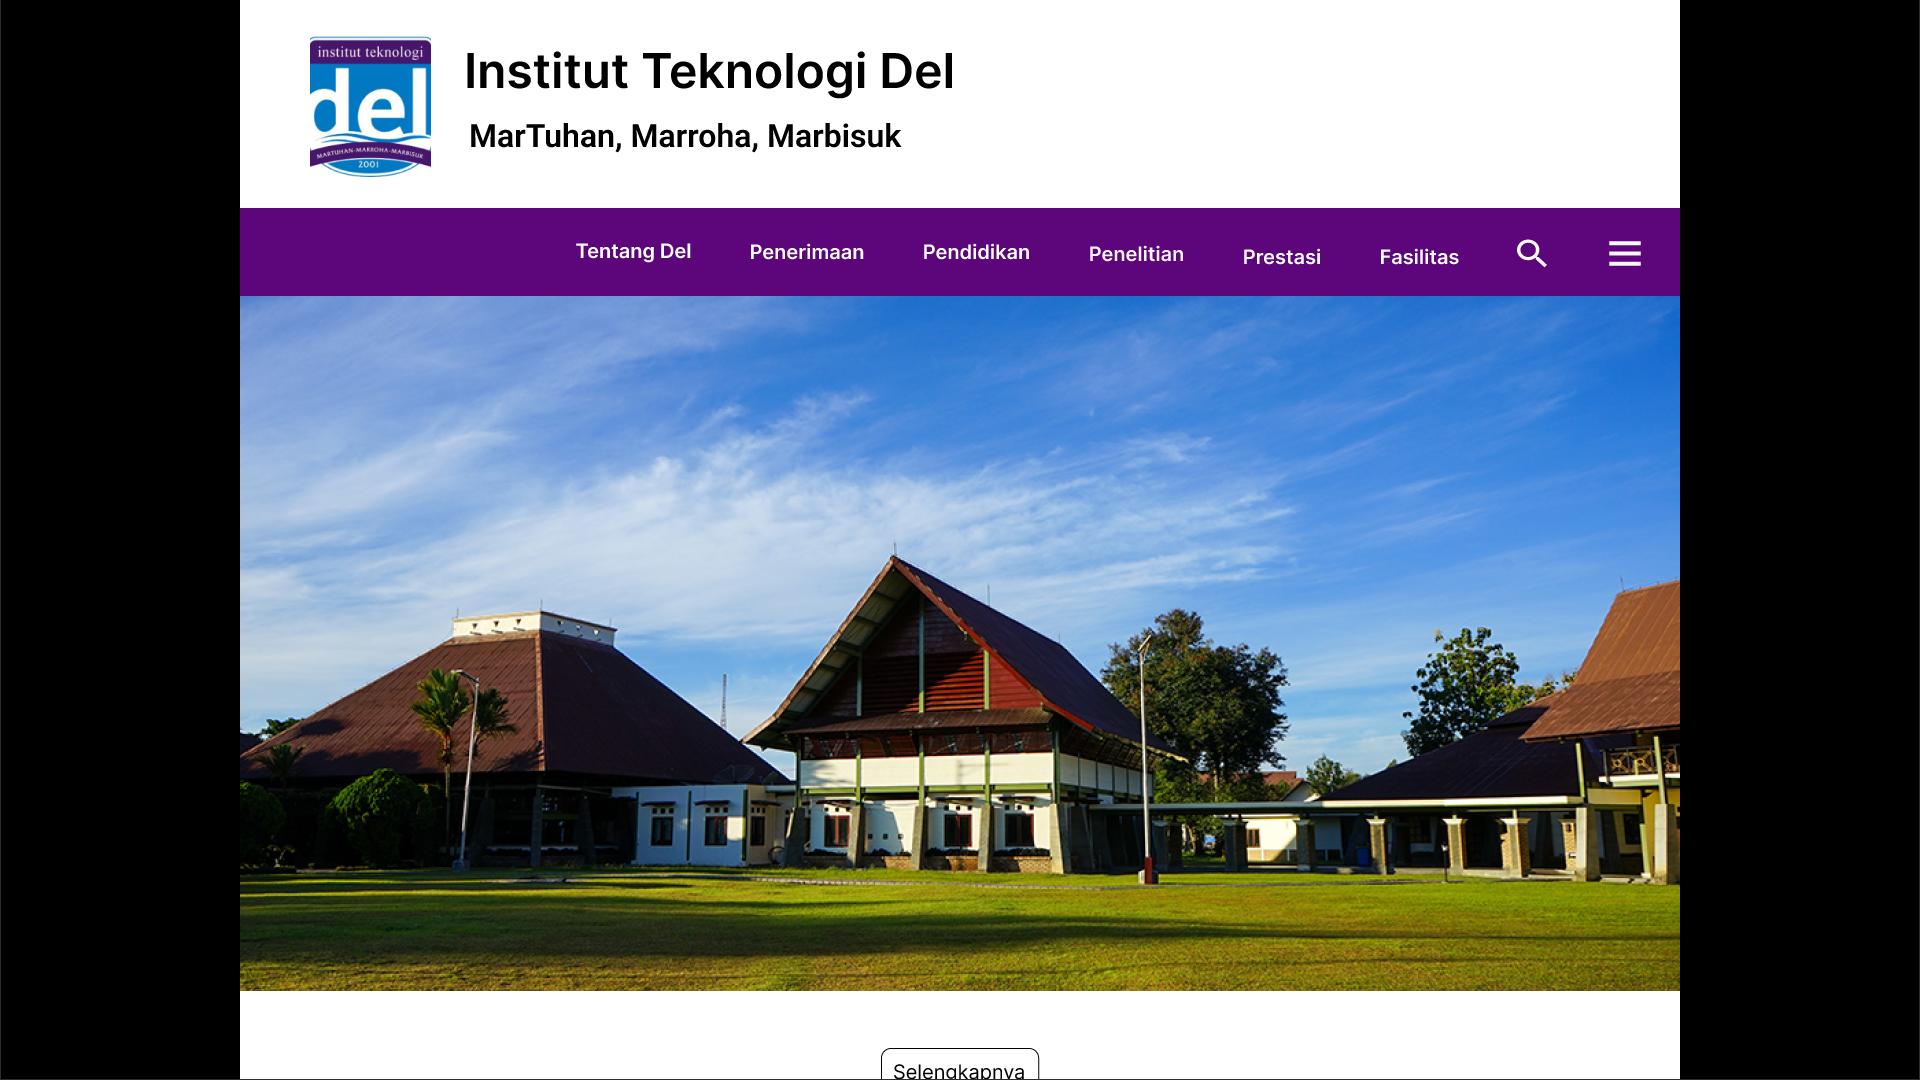 institut teknologi
del
MARTUHAN-MARROHA-MARBISUK
2001
Institut Teknologi Del
MarTuhan, Marroha, Marbisuk
Tentang Del Penerimaan Pendidikan Penelitian Prestasi Fasilitas
Selengkapnya